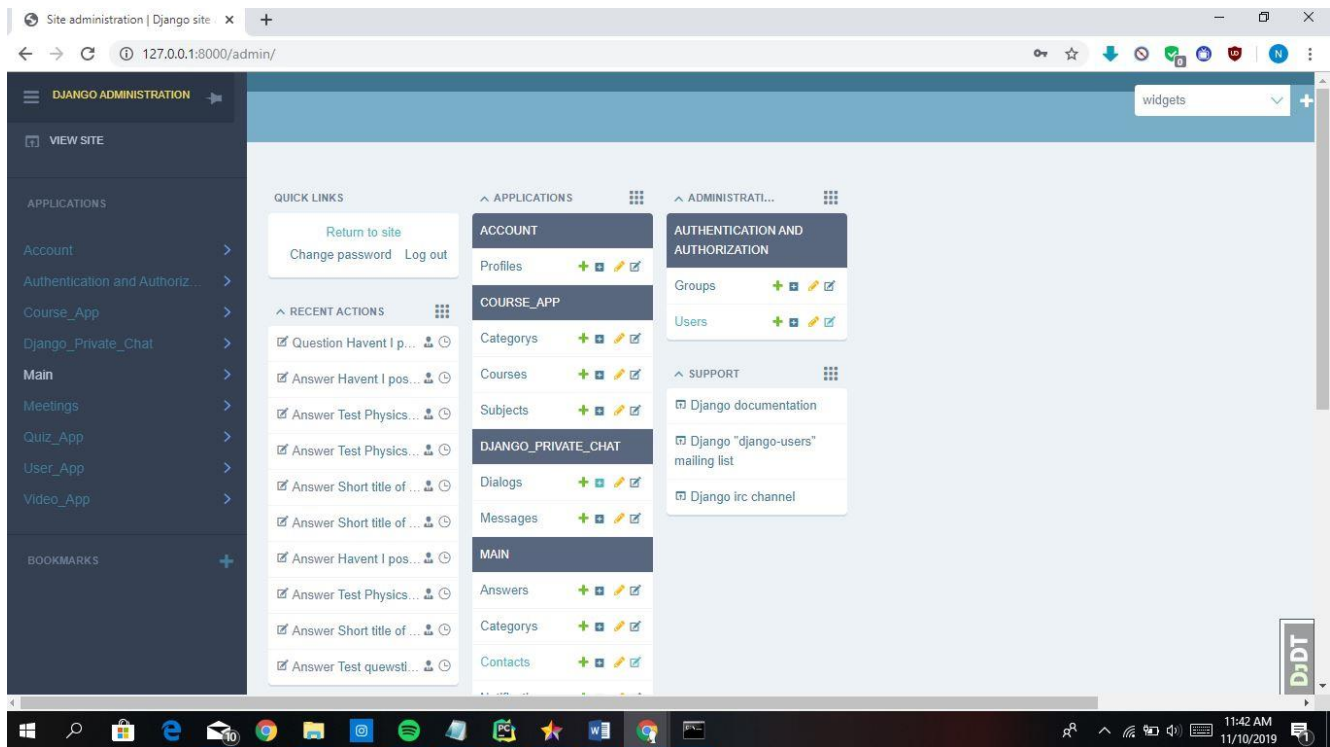 Site administration | Django site
127.0.0.1:8000/admin/
0
UD
N
DJANGO ADMINISTRATION
widgets
VIEW SITE
APPLICATIONS
Account
Authentication and Authoriz...
Course_App
Django_Private_Chat
Main
Meetings
Quiz_App
User_App
Video_App
BOOKMARKS
QUICK LINKS
Return to site
Change password Log out
RECENT ACTIONS
Question Havent I p...
Answer Havent I pos...
Answer Test Physics...
Answer Test Physics...
Answer Short title of ...
Answer Short title of ...
Answer Havent I pos...
Answer Test Physics...
Answer Short title of ...
Answer Test quewsti...
APPLICATIONS
ACCOUNT
Profiles
COURSE_APP
Categorys
Courses
Subjects
DJANGO_PRIVATE_CHAT
Dialogs
Messages
MAIN
Answers
Categorys
Contacts
ADMINISTRATI...
AUTHENTICATION AND
AUTHORIZATION
Groups
Users
SUPPORT
Django documentation
Django "django-users"
mailing list
Django irc channel
DjDT
10
PC
W
11:42 AM
11/10/2019
1